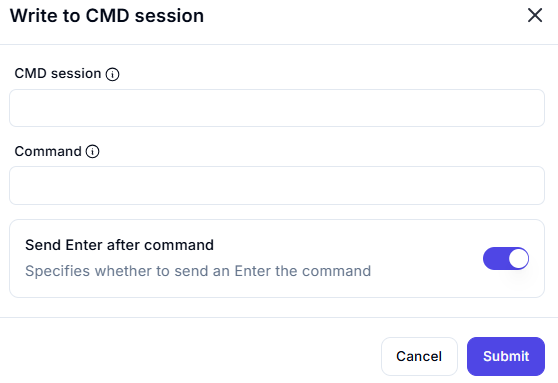 Write to CMD session
CMD session
Command
Send Enter after command
Specifies whether to send an Enter the command
Cancel
Submit